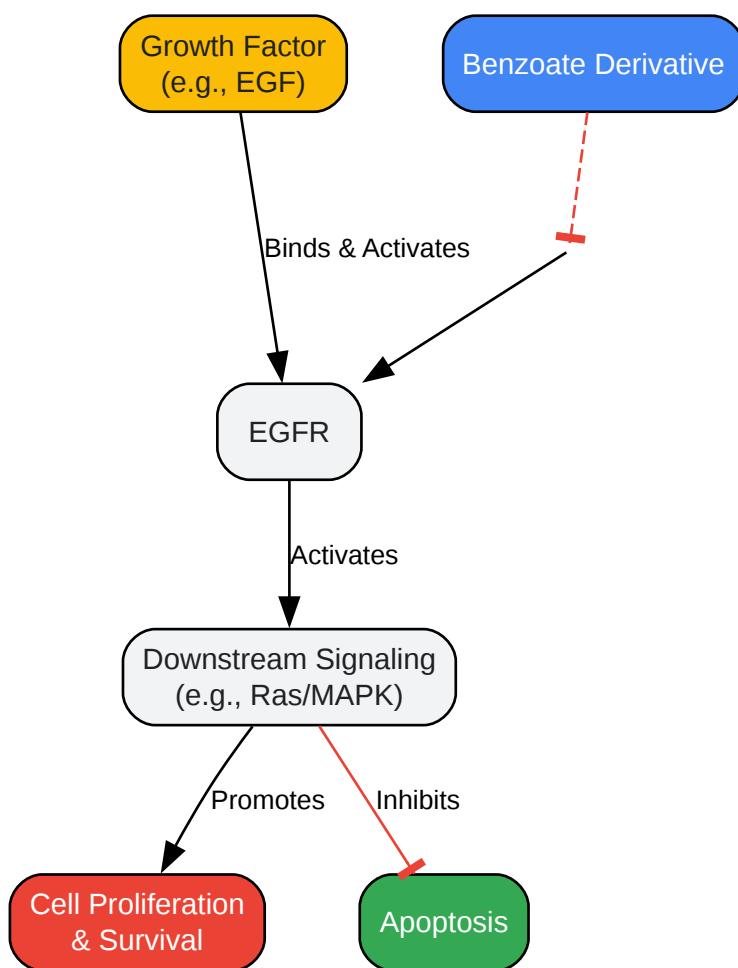 Growth Factor
(e.g., EGF)
Benzoate Derivative
Binds & Activates
EGFR
Activates
Downstream Signaling
(e.g., Ras/MAPK)
Promotes
Inhibits
Cell Proliferation
& Survival
Apoptosis